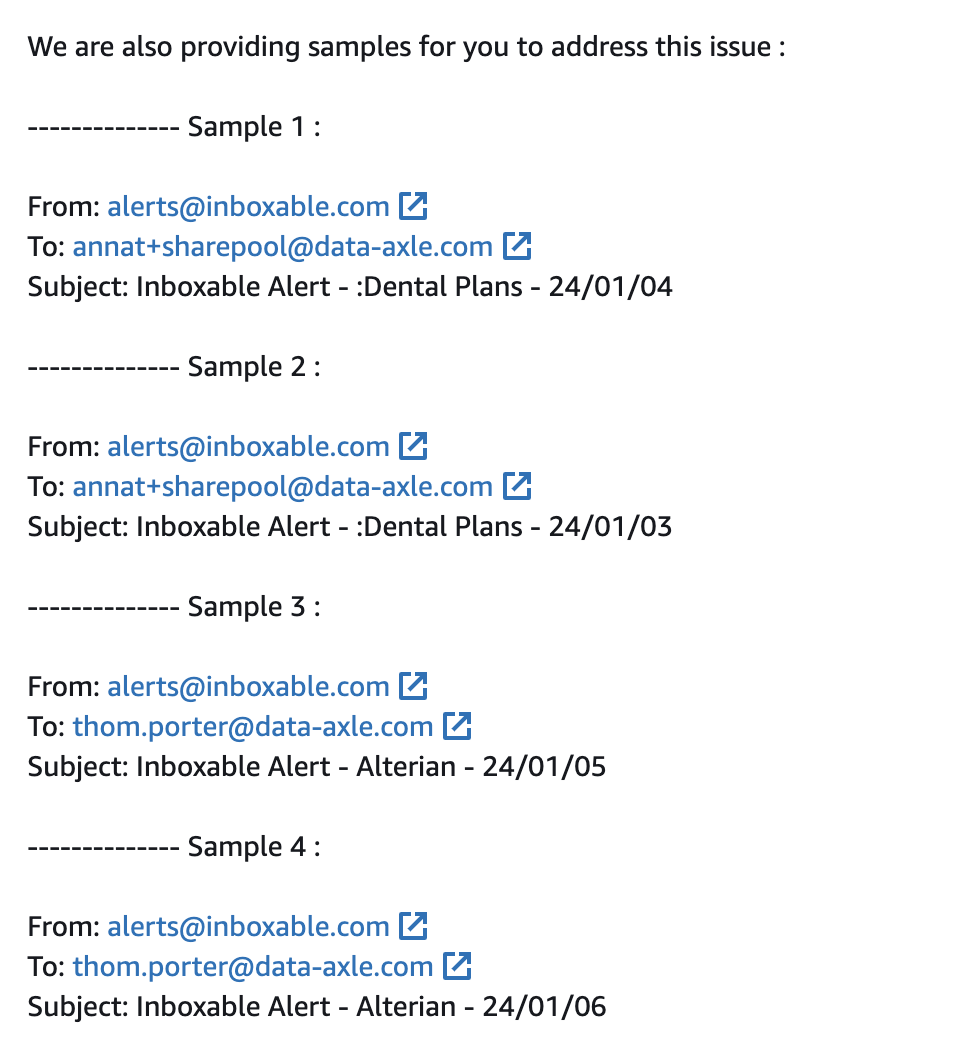 We are also providing samples for you to address this issue :
-------------- Sample 1 :
From: alerts@inboxable.com
To: annat+sharepool@data-axle.com
Subject: Inboxable Alert - :Dental Plans - 24/01/04
-------------- Sample 2 :
From: alerts@inboxable.com
To: annat+sharepool@data-axle.com
Subject: Inboxable Alert - :Dental Plans - 24/01/03
-------------- Sample 3 :
From: alerts@inboxable.com
To: thom.porter@data-axle.com
Subject: Inboxable Alert - Alterian - 24/01/05
-------------- Sample 4 :
From: alerts@inboxable.com
To: thom.porter@data-axle.com
Subject: Inboxable Alert - Alterian - 24/01/06